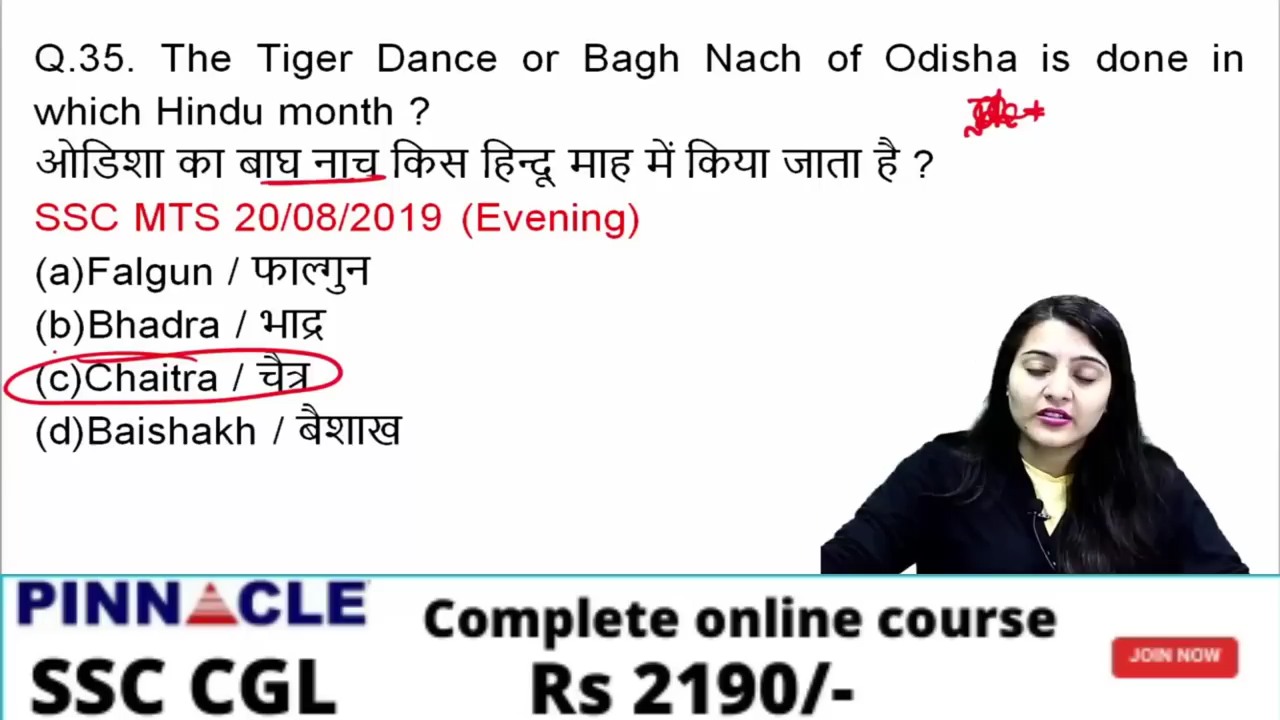 Q.35. The Tiger Dance or Bagh Nach of Odisha is done in
which Hindu month ?
ओडिशा का बाघ नाच किस हिन्दू माह में किया जाता है ?
SSC MTS 20/08/2019 (Evening)
(a)Falgun / फाल्गुन
(b)Bhadra / भाद्र
(c)Chaitra / चैत्र
(d)Baishakh / बैशाख
PINNACLE
SSC CGL
Complete online course
Rs 2190/-
JOIN NOW